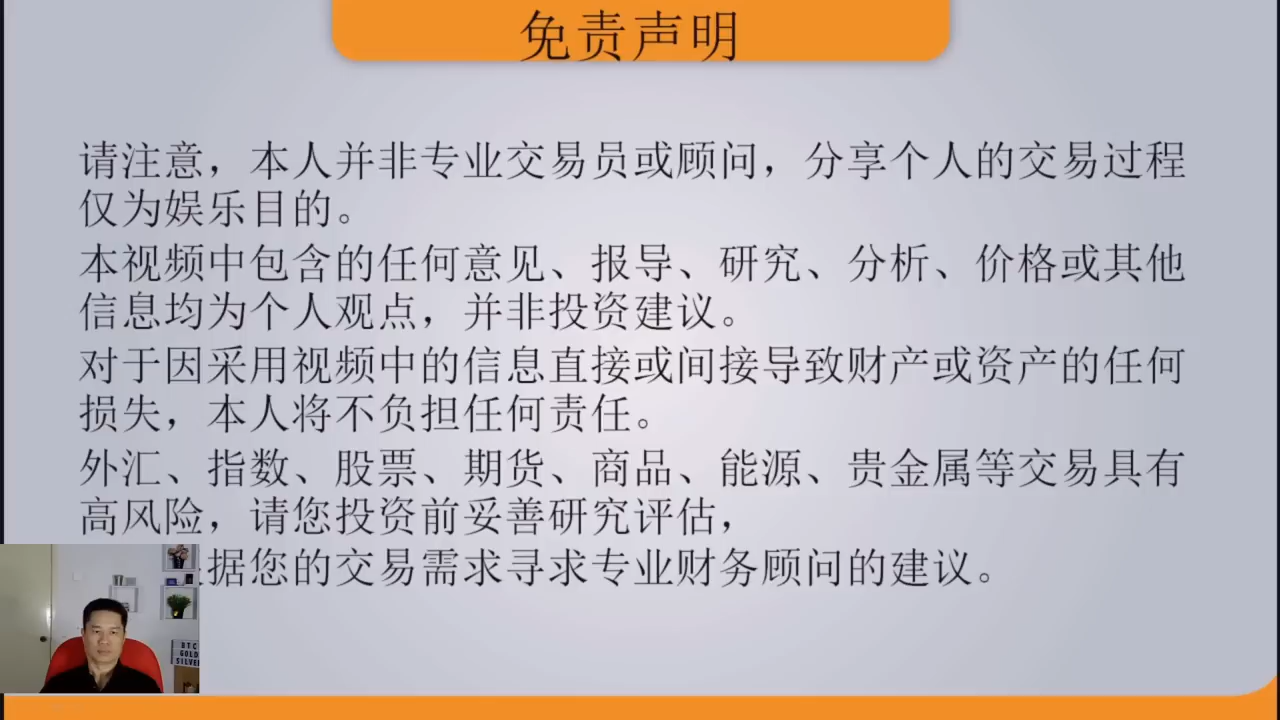 免责声明
请注意，本人并非专业交易员或顾问，分享个人的交易过程
仅为娱乐目的。
本视频中包含的任何意见、报导、研究、分析、价格或其他
信息均为个人观点，并非投资建议。
对于因采用视频中的信息直接或间接导致财产或资产的任何
损失，本人将不负担任何责任。
外汇、指数、股票、期货、商品、能源、贵金属等交易具有
高风险，请您投资前妥善研究评估，
据您的交易需求寻求专业财务顾问的建议。
BTC
GOLD
SILVER